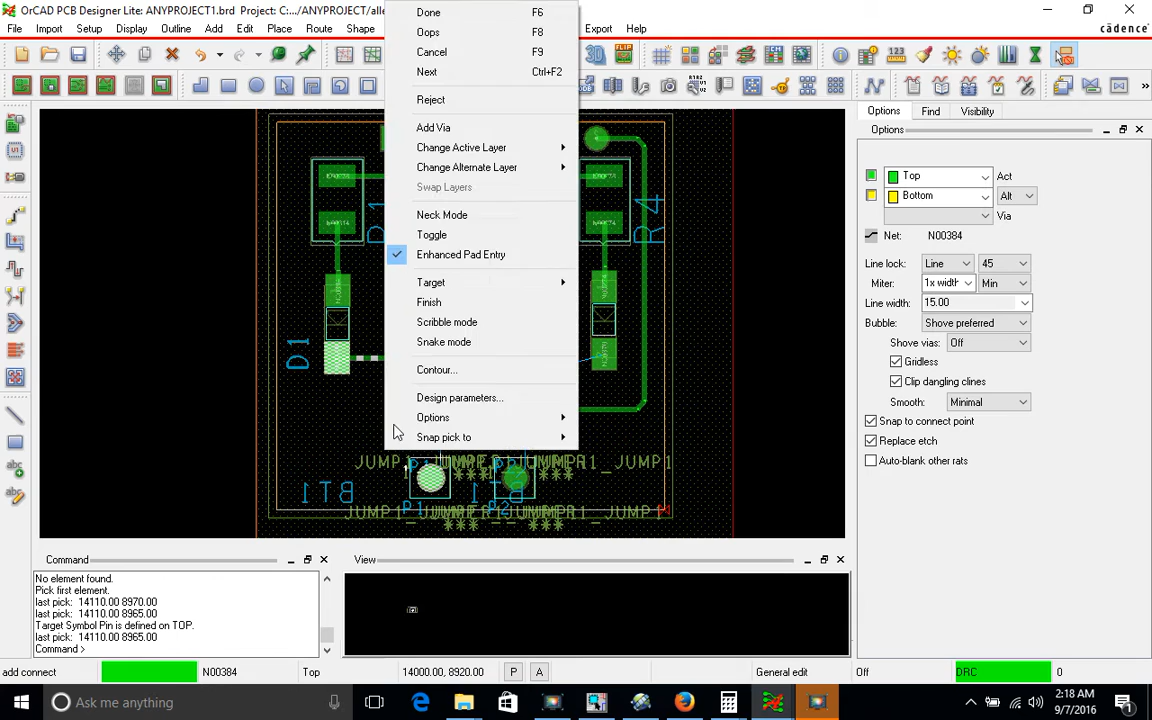 OrCAD PCB Designer Lite: ANYPROJECT1.brd Project: C:.../ANYPROJECT/alle
File Import Setup Display Outline Add Edit Place Route Shape Export
cādence
Done F6
Oops F8
Cancel F9
Next Ctrl+F2
Reject
Add Via
Change Active Layer
Change Alternate Layer
Swap Layers
Neck Mode
Toggle
Enhanced Pad Entry
Target
Finish
Scribble mode
Snake mode
Contour...
Design parameters...
Options
Snap pick to
R4
D1
BT1
P1
P2
Options Find Visibility
Options
Top Act
Bottom Alt
Via
Net: N00384
Line lock: Line 45
Miter: 1x width Min
Line width: 15.00
Bubble: Shove preferred
Shove vias: Off
Gridless
Clip dangling clines
Smooth: Minimal
Snap to connect point
Replace etch
Auto-blank other rats
Command
No element found.
Pick first element.
last pick: 14110.00 8970.00
last pick: 14110.00 8965.00
Target Symbol Pin is defined on TOP.
last pick: 14110.00 8965.00
Command >
View
add connect N00384 Top 14000.00, 8920.00 P A General edit Off DRC 0
Ask me anything
2:18 AM
9/7/2016
1